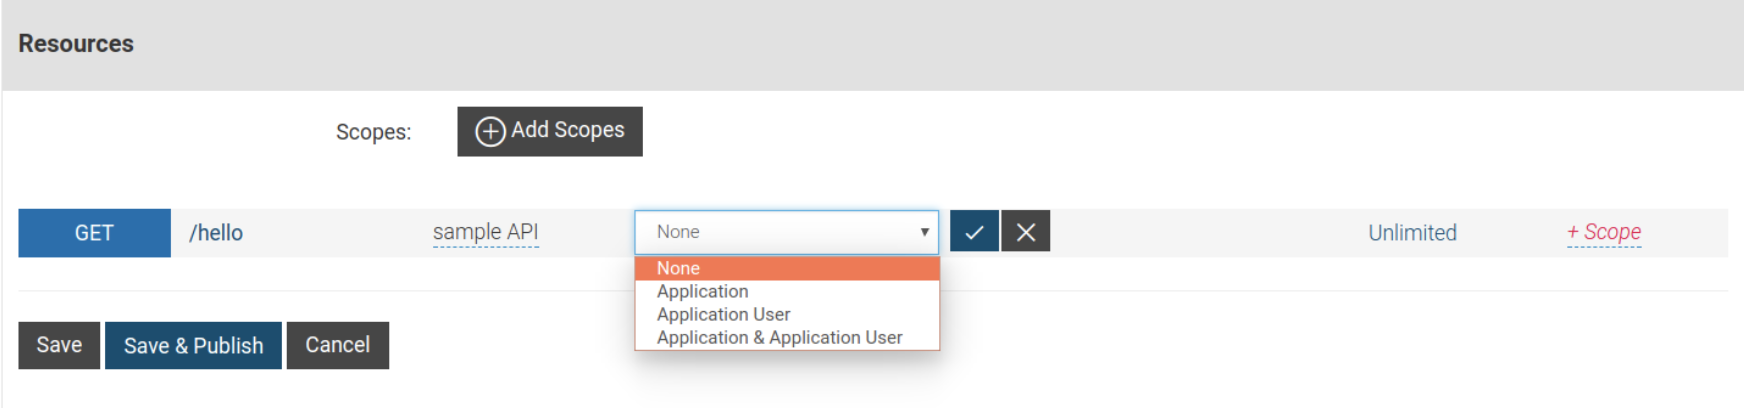 Resources
Scopes: Add Scopes
GET /hello sample API None Unlimited + Scope
None
Application
Application User
Application & Application User
Save Save & Publish Cancel